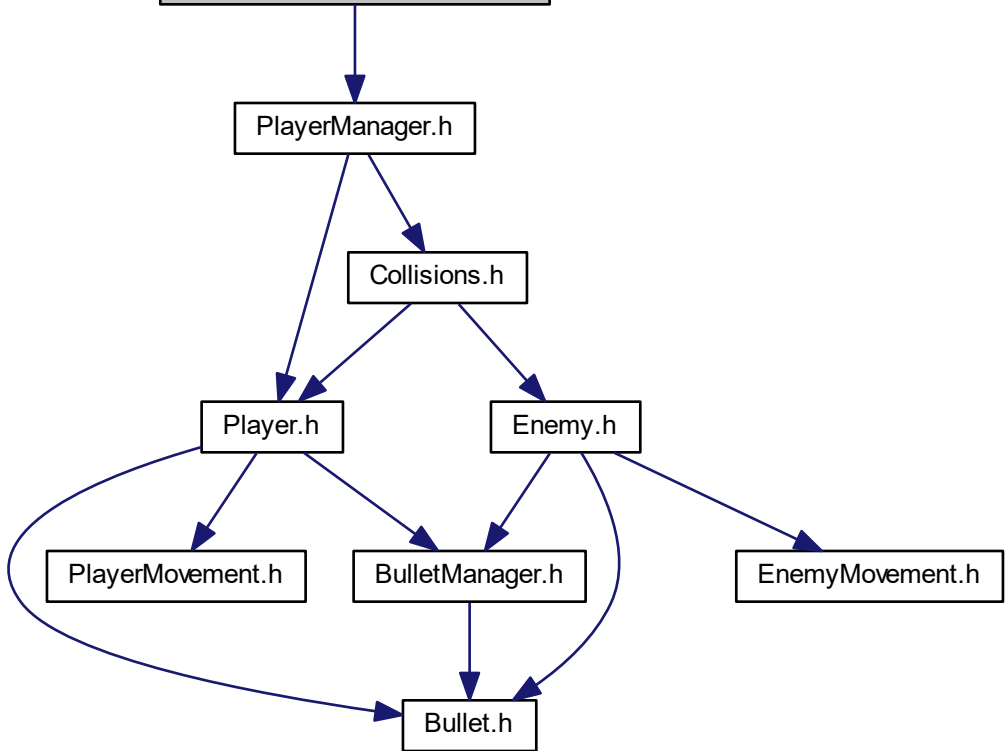 PlayerManager.h
Collisions.h
Player.h
Enemy.h
PlayerMovement.h
BulletManager.h
EnemyMovement.h
Bullet.h